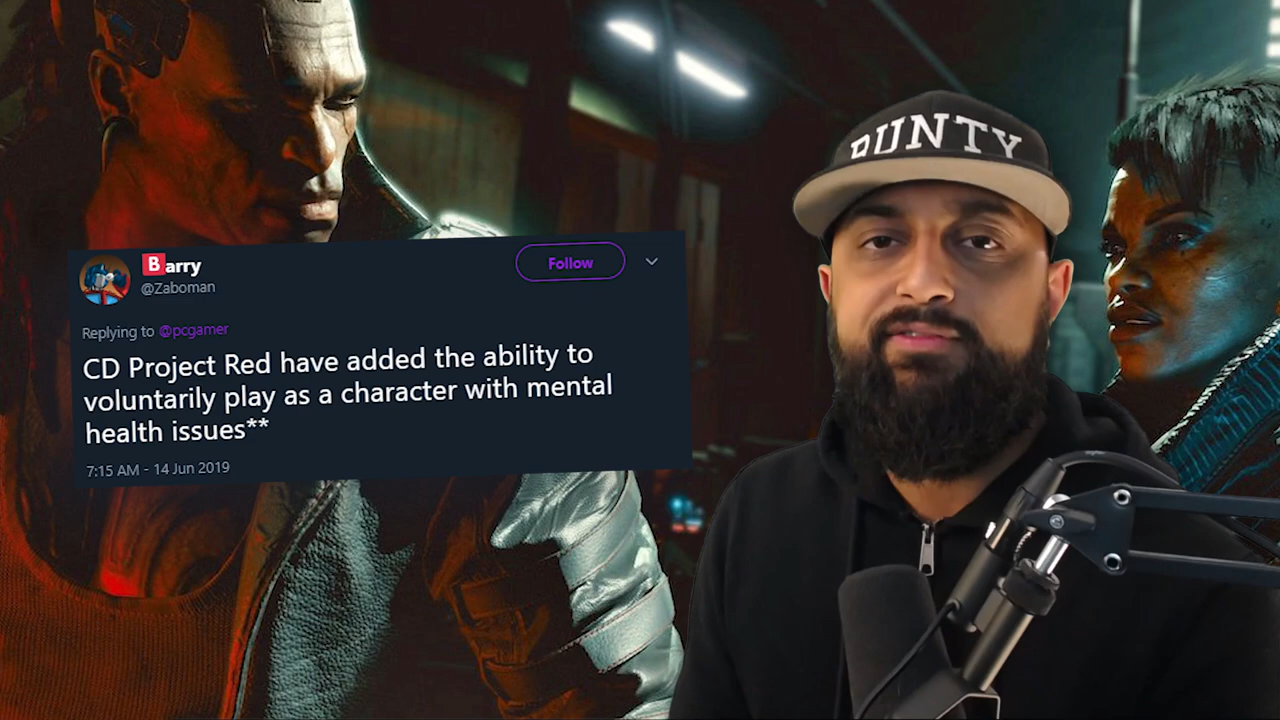 BUNTY
Barry
Follow
@Zaboman
Replying to @pcgamer
CD Project Red have added the ability to
voluntarily play as a character with mental
health issues**
7:15 AM - 14 Jun 2019